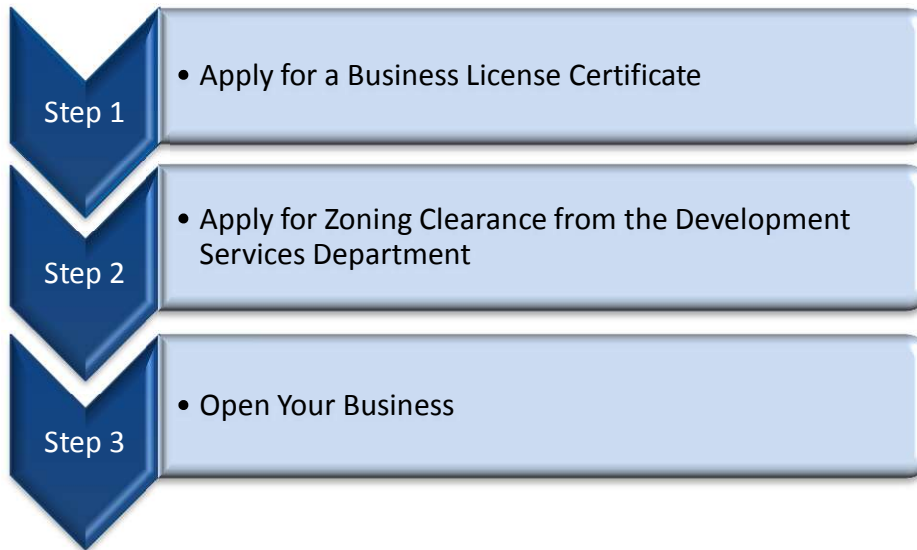 Step 1
• Apply for a Business License Certificate
Step 2
• Apply for Zoning Clearance from the Development
Services Department
Step 3
• Open Your Business